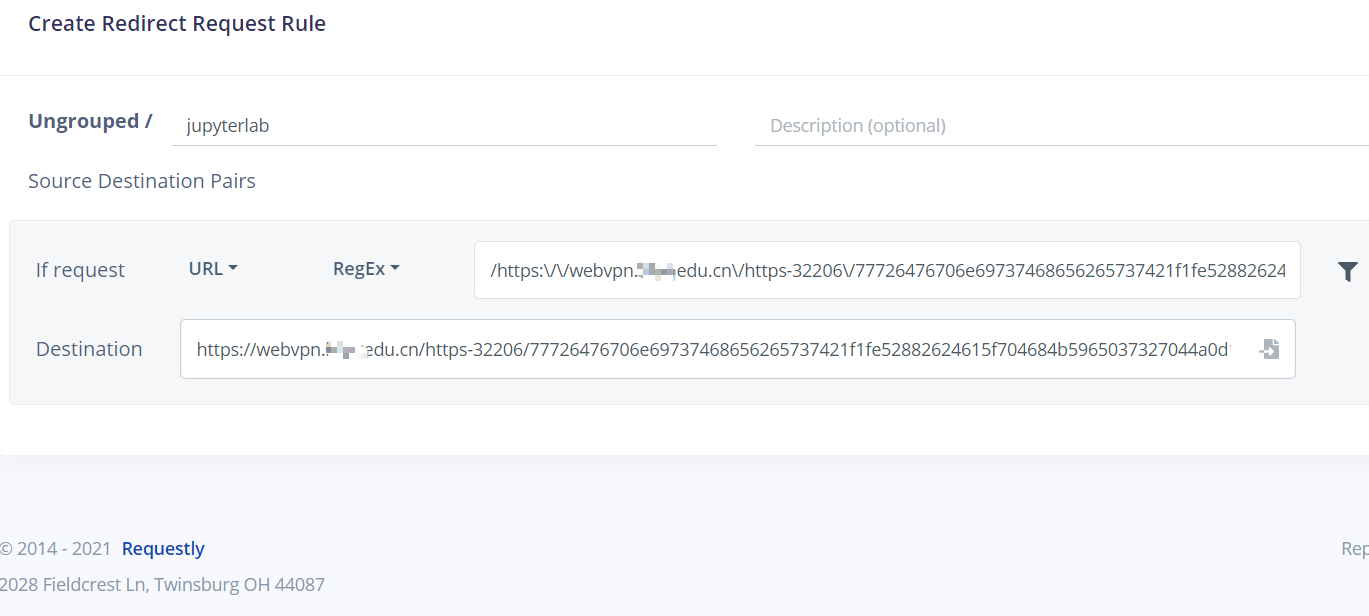 Create Redirect Request Rule
Ungrouped / jupyterlab Description (optional)
Source Destination Pairs
If request URL RegEx /https:\/\/webvpn. edu.cn\/https-32206\/77726476706e69737468656265737421f1fe52882624
Destination https://webvpn. edu.cn/https-32206/77726476706e69737468656265737421f1fe52882624615f704684b5965037327044a0d
© 2014 - 2021 Requestly
Rep
2028 Fieldcrest Ln, Twinsburg OH 44087